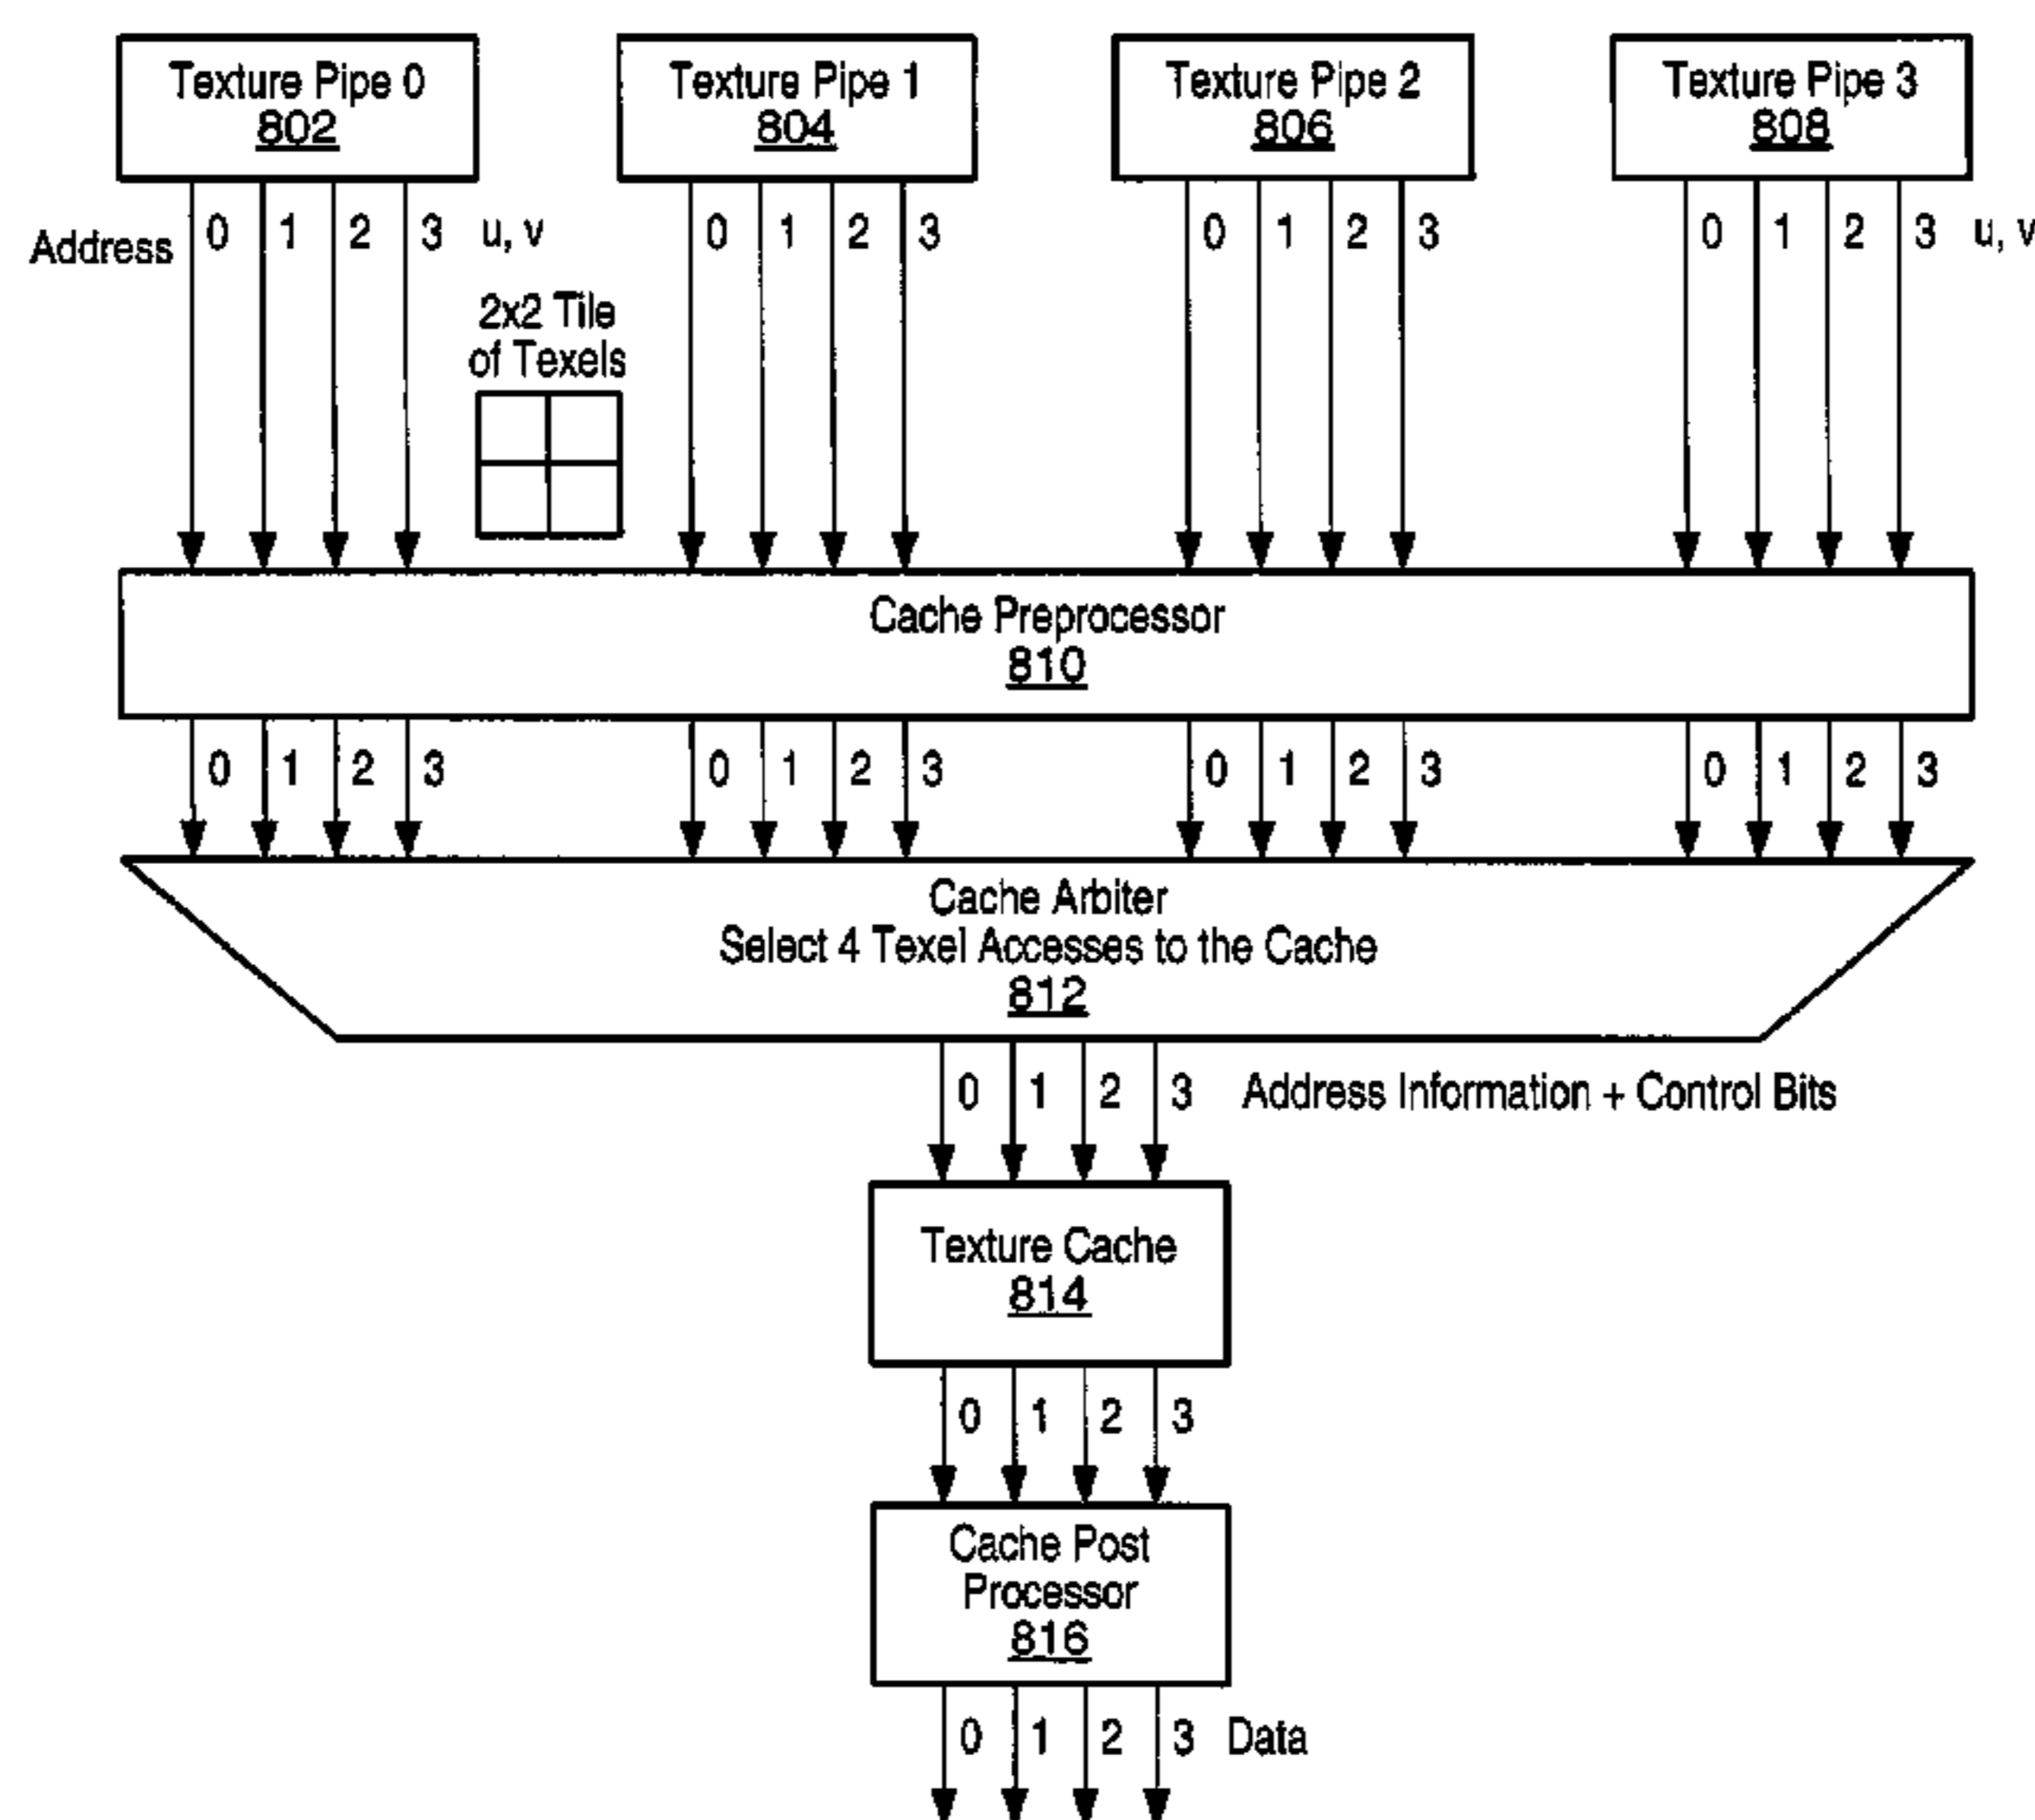 Texture Pipe 0
802
Texture Pipe 1
804
Texture Pipe 2
806
Texture Pipe 3
808
Address 0 1 2 3 u, v
0 1 2 3
0 1 2 3
0 1 2 3 u, v
2x2 Tile
of Texels
Cache Preprocessor
810
0 1 2 3
0 1 2 3
0 1 2 3
0 1 2 3
Cache Arbiter
Select 4 Texel Accesses to the Cache
812
0 1 2 3 Address Information + Control Bits
Texture Cache
814
0 1 2 3
Cache Post
Processor
816
0 1 2 3 Data